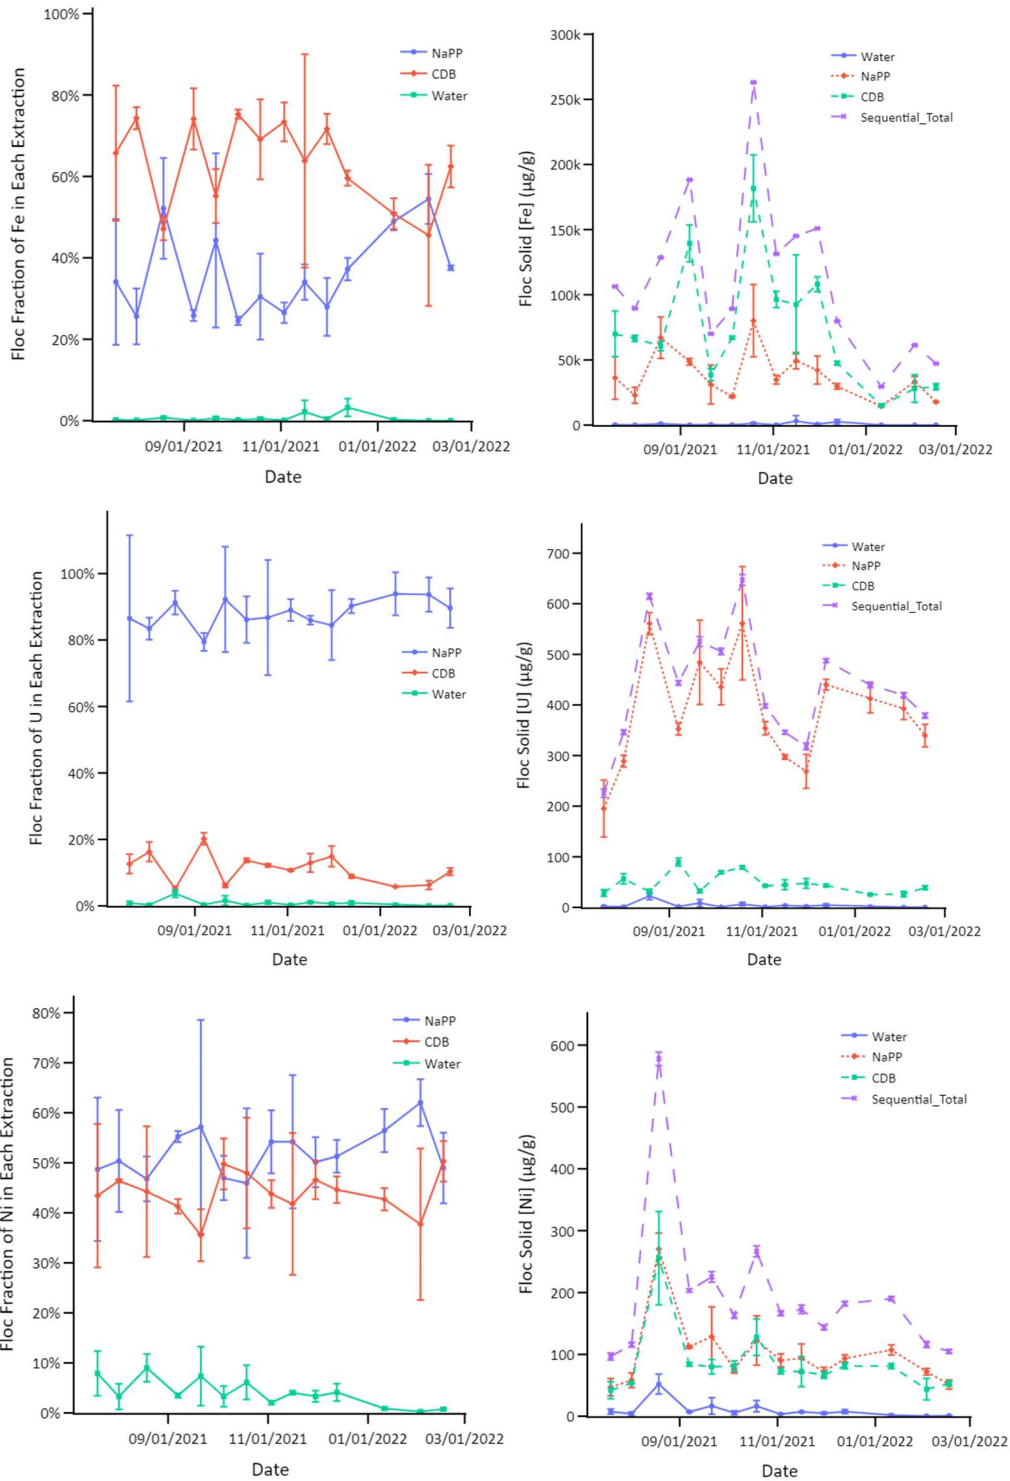 100%
80%
60%
40%
20%
0%
Floc Fraction of Fe in Each Extraction
NaPP
CDB
Water
09/01/2021 11/01/2021 01/01/2022 03/01/2022
Date
300k
250k
200k
150k
100k
50k
0
Floc Solid [Fe] (µg/g)
Water
NaPP
CDB
Sequential_Total
09/01/2021 11/01/2021 01/01/2022 03/01/2022
Date
100%
80%
60%
40%
20%
0%
Floc Fraction of U in Each Extraction
NaPP
CDB
Water
09/01/2021 11/01/2021 01/01/2022 03/01/2022
Date
700
600
500
400
300
200
100
0
Floc Solid [U] (µg/g)
Water
NaPP
CDB
Sequential_Total
09/01/2021 11/01/2021 01/01/2022 03/01/2022
Date
80%
70%
60%
50%
40%
30%
20%
10%
0%
Floc Fraction of Ni in Each Extraction
NaPP
CDB
Water
09/01/2021 11/01/2021 01/01/2022 03/01/2022
Date
600
500
400
300
200
100
0
Floc Solid [Ni] (µg/g)
Water
NaPP
CDB
Sequential_Total
09/01/2021 11/01/2021 01/01/2022 03/01/2022
Date